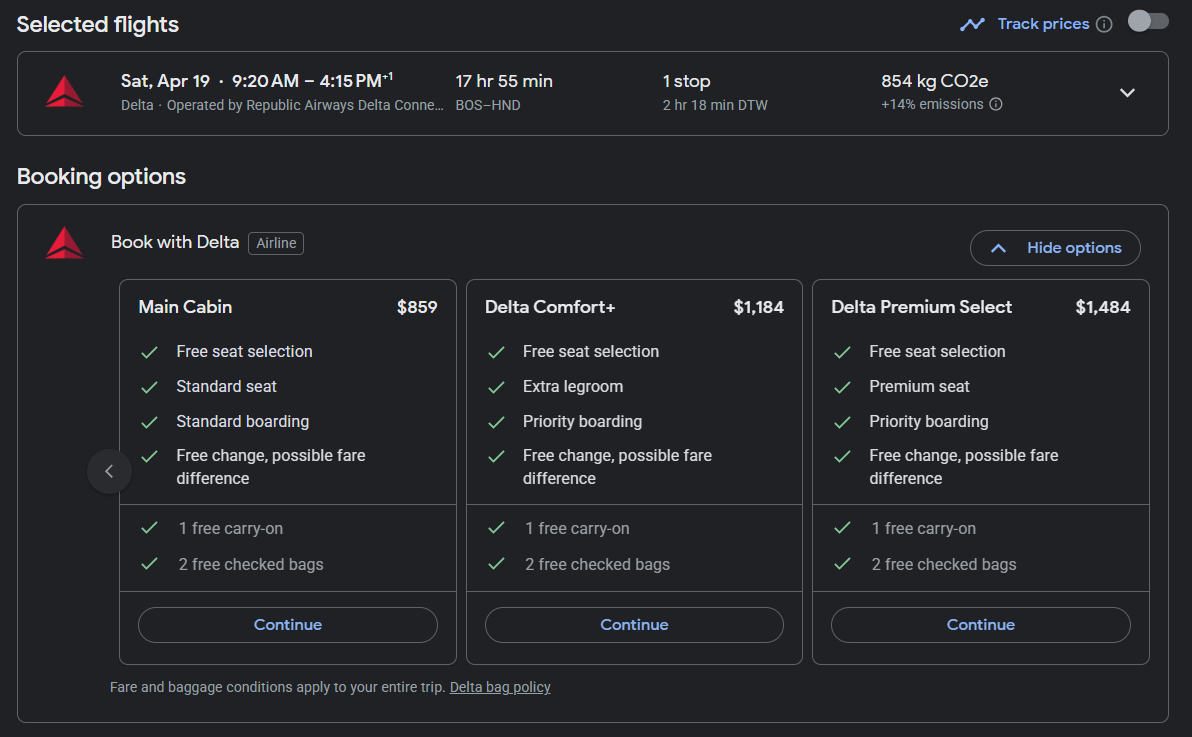 Selected flights
Track prices
Sat, Apr 19 · 9:20 AM – 4:15 PM+1
17 hr 55 min
1 stop
854 kg CO2e
Delta · Operated by Republic Airways Delta Conne...
BOS–HND
2 hr 18 min DTW
+14% emissions
Booking options
Book with Delta
Airline
Hide options
Main Cabin
$859
Free seat selection
Standard seat
Standard boarding
Free change, possible fare
difference
1 free carry-on
2 free checked bags
Continue
Delta Comfort+
$1,184
Free seat selection
Extra legroom
Priority boarding
Free change, possible fare
difference
1 free carry-on
2 free checked bags
Continue
Delta Premium Select
$1,484
Free seat selection
Premium seat
Priority boarding
Free change, possible fare
difference
1 free carry-on
2 free checked bags
Continue
Fare and baggage conditions apply to your entire trip. Delta bag policy